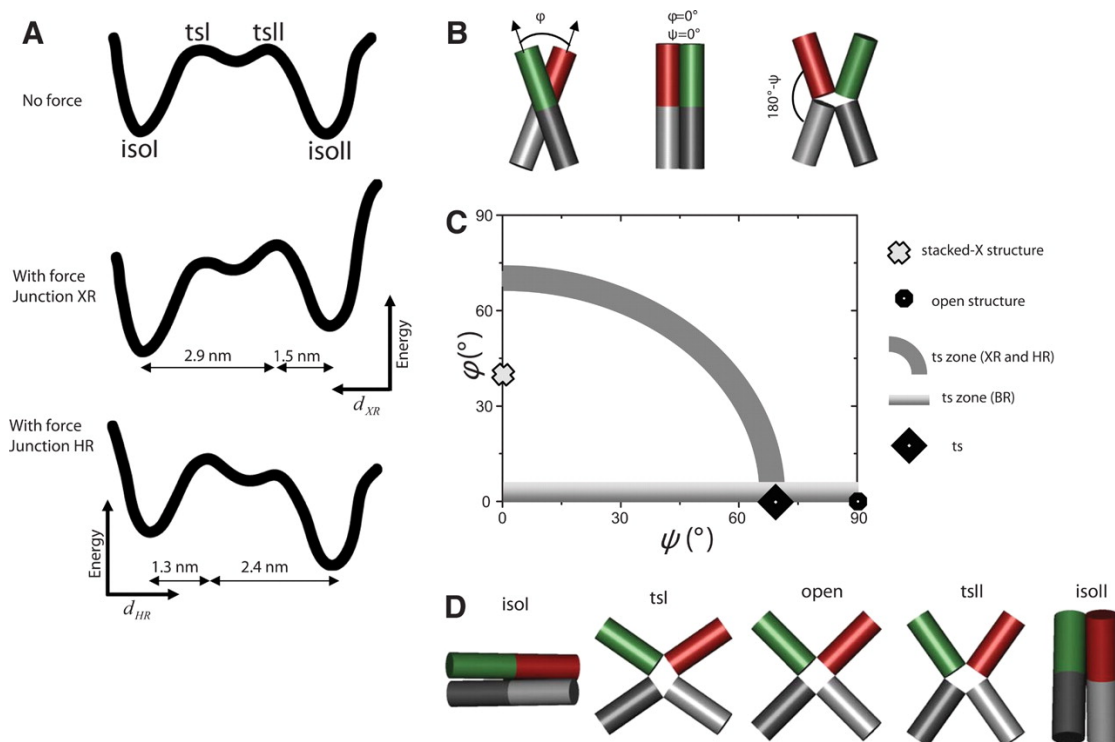 A
tsI
tsII
No force
isoI
isoII
With force
Junction XR
2.9 nm
1.5 nm
Energy
d_XR
With force
Junction HR
Energy
1.3 nm
2.4 nm
d_HR
B
φ
φ=0°
ψ=0°
180°-ψ
C
90
60
30
0
φ(°)
0
30
60
90
ψ(°)
stacked-X structure
open structure
ts zone (XR and HR)
ts zone (BR)
ts
D
isoI
tsI
open
tsII
isoII